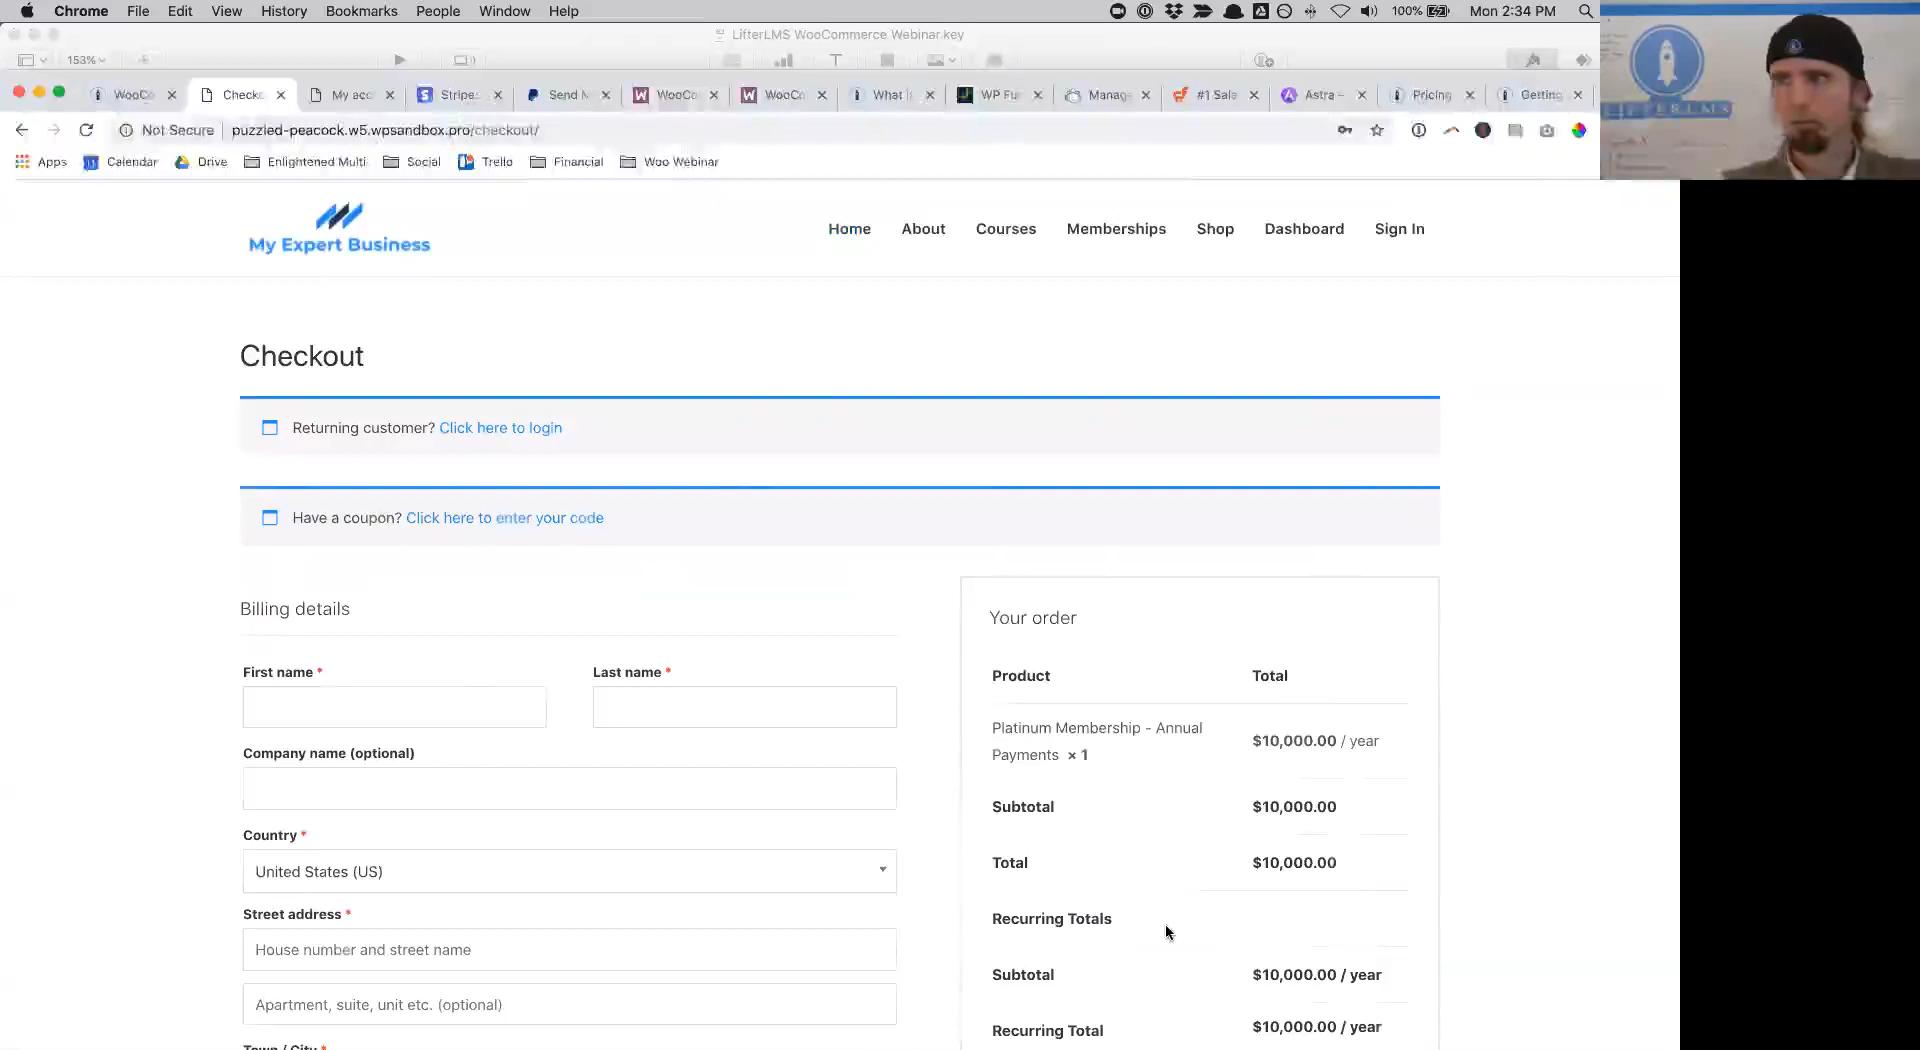 Chrome File Edit View History Bookmarks People Window Help 100% Mon 2:34 PM
LifterLMS WooCommerce Webinar.key
153%
WooCo Checko My acc Stripe: Send M WooCo WooCo What i WP Fu Manag #1 Sale Astra – Pricing Getting
Not Secure puzzled-peacock.w5.wpsandbox.pro/checkout/
Apps Calendar Drive Enlightened Multi Social Trello Financial Woo Webinar
LIFTERLMS
My Expert Business
Home About Courses Memberships Shop Dashboard Sign In
Checkout
Returning customer? Click here to login
Have a coupon? Click here to enter your code
Billing details
First name * Last name *
Company name (optional)
Country *
United States (US)
Street address *
House number and street name
Apartment, suite, unit etc. (optional)
Town / City *
Your order
Product Total
Platinum Membership - Annual
Payments × 1 $10,000.00 / year
Subtotal $10,000.00
Total $10,000.00
Recurring Totals
Subtotal $10,000.00 / year
Recurring Total $10,000.00 / year